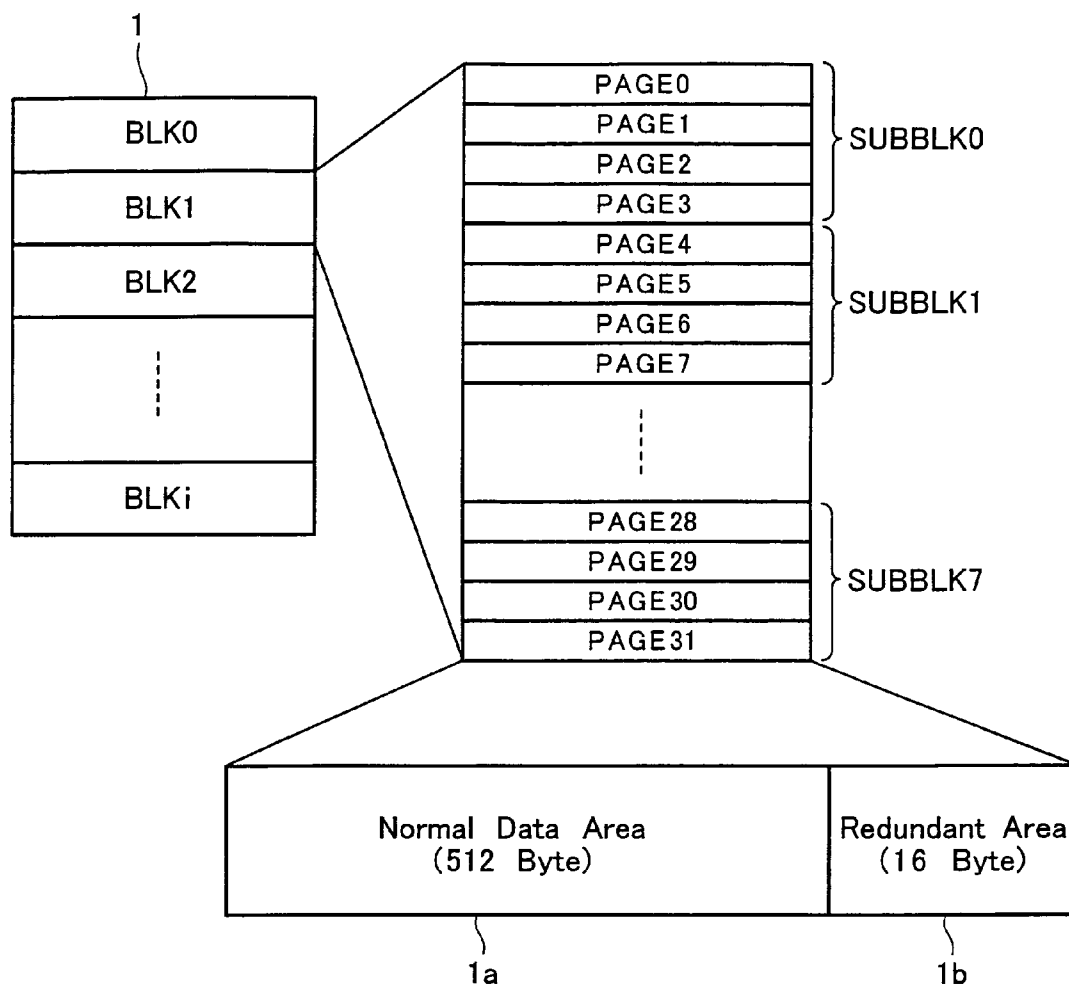 1
BLK0
BLK1
BLK2
BLKi
PAGE0
PAGE1
PAGE2
PAGE3
PAGE4
PAGE5
PAGE6
PAGE7
PAGE28
PAGE29
PAGE30
PAGE31
SUBBLK0
SUBBLK1
SUBBLK7
Normal Data Area
(512 Byte)
Redundant Area
(16 Byte)
1a
1b